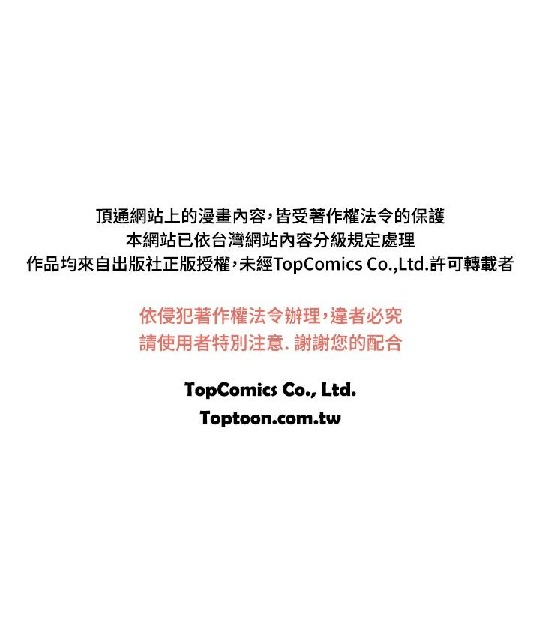 頂通網站上的漫畫內容，皆受著作權法令的保護
本網站已依台灣網站內容分級規定處理
作品均來自出版社正版授權，未經TopComics Co.,Ltd.許可轉載者
依侵犯著作權法令辦理，違者必究
請使用者特別注意. 謝謝您的配合
TopComics Co., Ltd.
Toptoon.com.tw